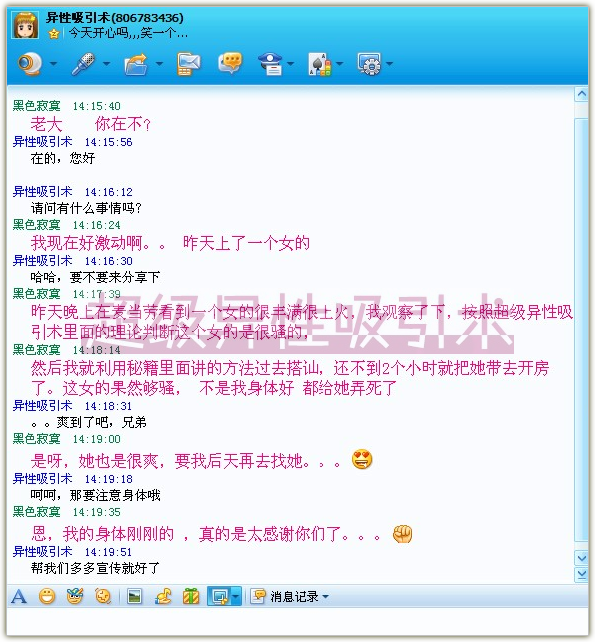 异性吸引术(806783436)
今天开心吗,,,笑一个...
黑色寂寞 14:15:40
老大 你在不?
异性吸引术 14:15:56
在的，您好
异性吸引术 14:16:12
请问有什么事情吗?
黑色寂寞 14:16:24
我现在好激动啊。。 昨天上了一个女的
异性吸引术 14:16:30
哈哈，要不要来分享下
黑色寂寞 14:17:39
昨天晚上在麦当劳看到一个女的很丰满很上火，我观察了下，按照超级异性吸
引术里面的理论判断这个女的是很骚的，
超级异性吸引术
黑色寂寞 14:18:14
然后我就利用秘籍里面讲的方法过去搭讪，还不到2个小时就把她带去开房
了。这女的果然够骚， 不是我身体好 都给她弄死了
异性吸引术 14:18:31
。。爽到了吧，兄弟
黑色寂寞 14:19:00
是呀，她也是很爽，要我后天再去找她。。。
异性吸引术 14:19:18
呵呵，那要注意身体哦
黑色寂寞 14:19:35
恩，我的身体刚刚的 ，真的是太感谢你们了。。。
异性吸引术 14:19:51
帮我们多多宣传就好了
A
消息记录